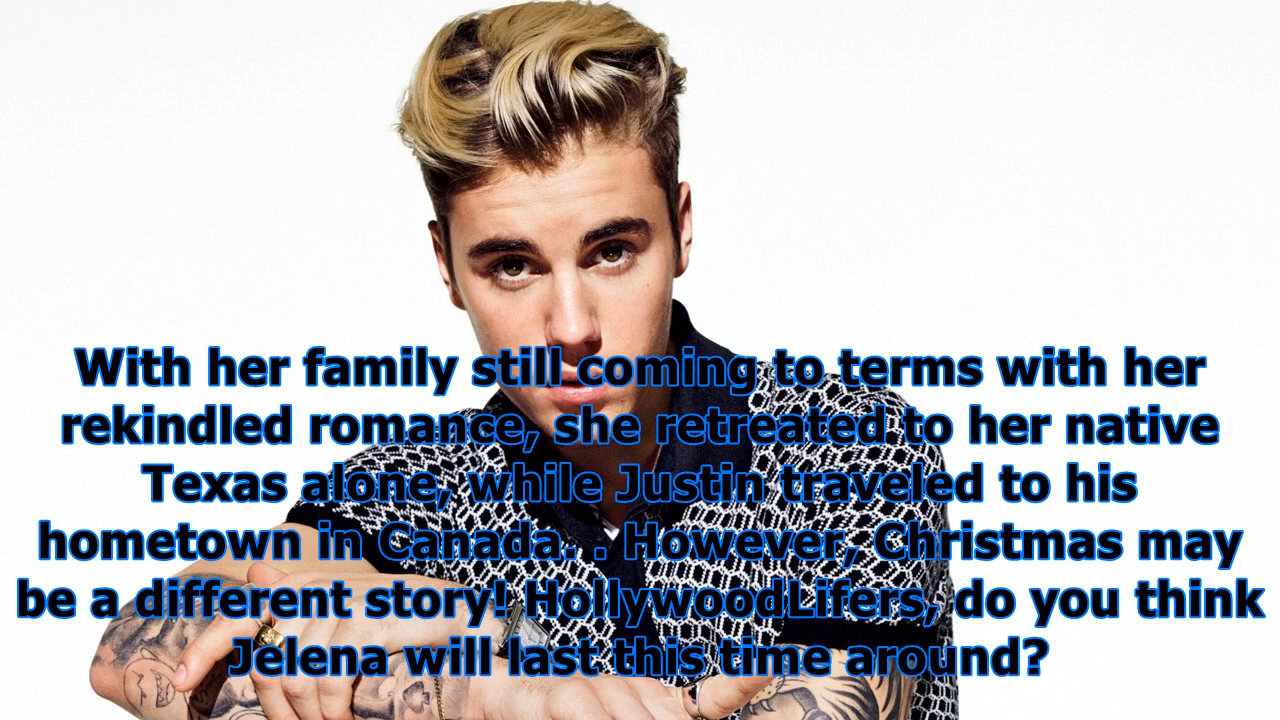 With her family still coming to terms with her
rekindled romance, she retreated to her native
Texas alone, while Justin traveled to his
hometown in Canada. . However, Christmas may
be a different story! HollywoodLifers, do you think
Jelena will last this time around?